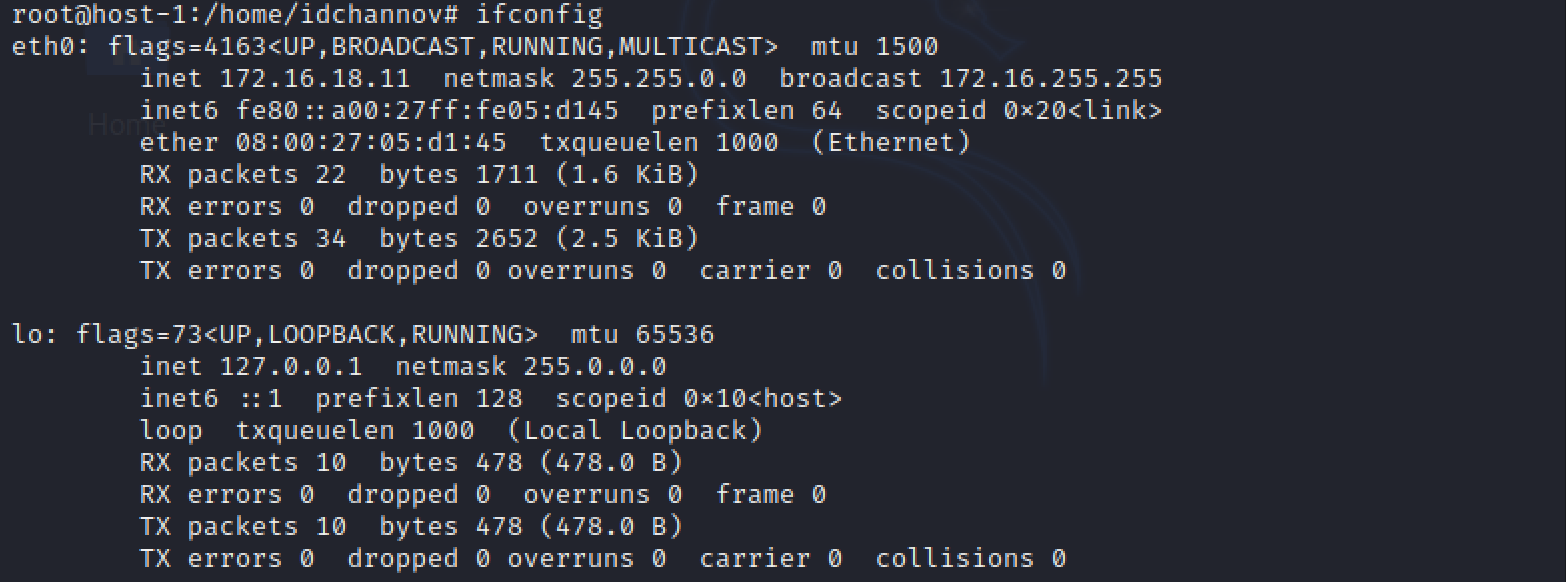 root@host-1:/home/idchannov# ifconfig
eth0: flags=4163<UP,BROADCAST,RUNNING,MULTICAST>  mtu 1500
        inet 172.16.18.11  netmask 255.255.0.0  broadcast 172.16.255.255
        inet6 fe80::a00:27ff:fe05:d145  prefixlen 64  scopeid 0×20<link>
        ether 08:00:27:05:d1:45  txqueuelen 1000  (Ethernet)
        RX packets 22  bytes 1711 (1.6 KiB)
        RX errors 0  dropped 0  overruns 0  frame 0
        TX packets 34  bytes 2652 (2.5 KiB)
        TX errors 0  dropped 0 overruns 0  carrier 0  collisions 0

lo: flags=73<UP,LOOPBACK,RUNNING>  mtu 65536
        inet 127.0.0.1  netmask 255.0.0.0
        inet6 ::1  prefixlen 128  scopeid 0×10<host>
        loop  txqueuelen 1000  (Local Loopback)
        RX packets 10  bytes 478 (478.0 B)
        RX errors 0  dropped 0  overruns 0  frame 0
        TX packets 10  bytes 478 (478.0 B)
        TX errors 0  dropped 0 overruns 0  carrier 0  collisions 0
Home